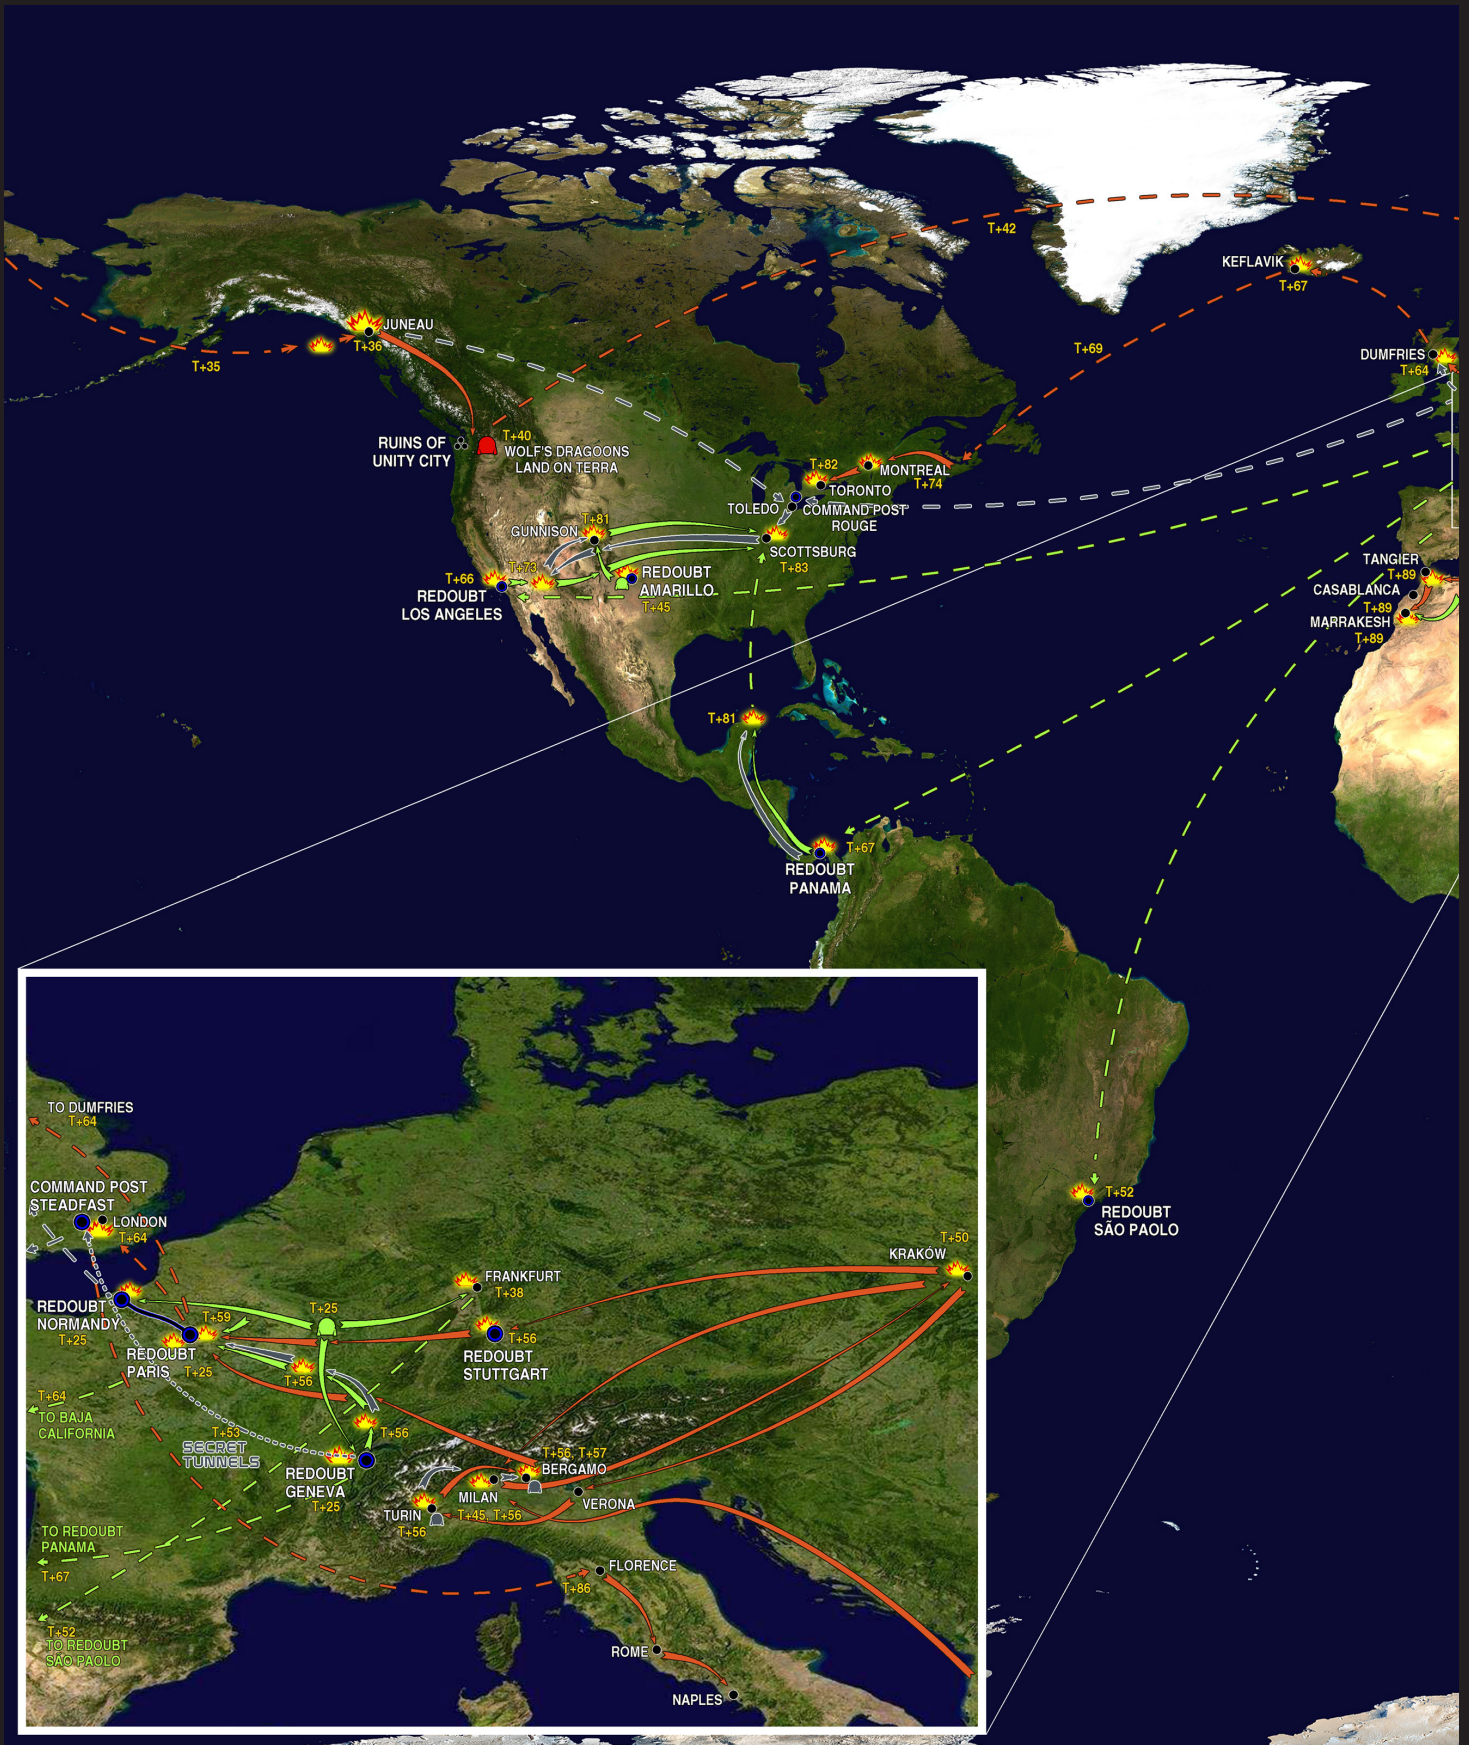 T+42
KEFLAVIK
T+67
JUNEAU
T+36
T+35
T+69
DUMFRIES
T+64
T+40
RUINS OF
UNITY CITY
WOLF'S DRAGOONS
LAND ON TERRA
T+82
MONTREAL
T+74
TORONTO
TOLEDO
COMMAND POST
ROUGE
T+81
GUNNISON
SCOTTSBURG
T+83
T+66
T+73
REDOUBT
LOS ANGELES
REDOUBT
AMARILLO
T+45
TANGIER
T+89
CASABLANCA
T+89
MARRAKESH
T+89
T+81
T+67
REDOUBT
PANAMA
T+52
REDOUBT
SÃO PAOLO
TO DUMFRIES
T+64
COMMAND POST
STEADFAST
LONDON
T+64
T+50
KRAKÓW
FRANKFURT
T+38
REDOUBT
NORMANDY
T+25
T+59
T+25
T+56
REDOUBT
STUTTGART
REDOUBT
PARIS
T+25
T+56
T+64
TO BAJA
CALIFORNIA
T+53
SECRET
TUNNELS
T+56
REDOUBT
GENEVA
T+25
T+56, T+57
BERGAMO
MILAN
T+45, T+56
VERONA
TURIN
T+56
TO REDOUBT
PANAMA
T+67
FLORENCE
T+86
T+52
TO REDOUBT
SAO PAOLO
ROME
NAPLES